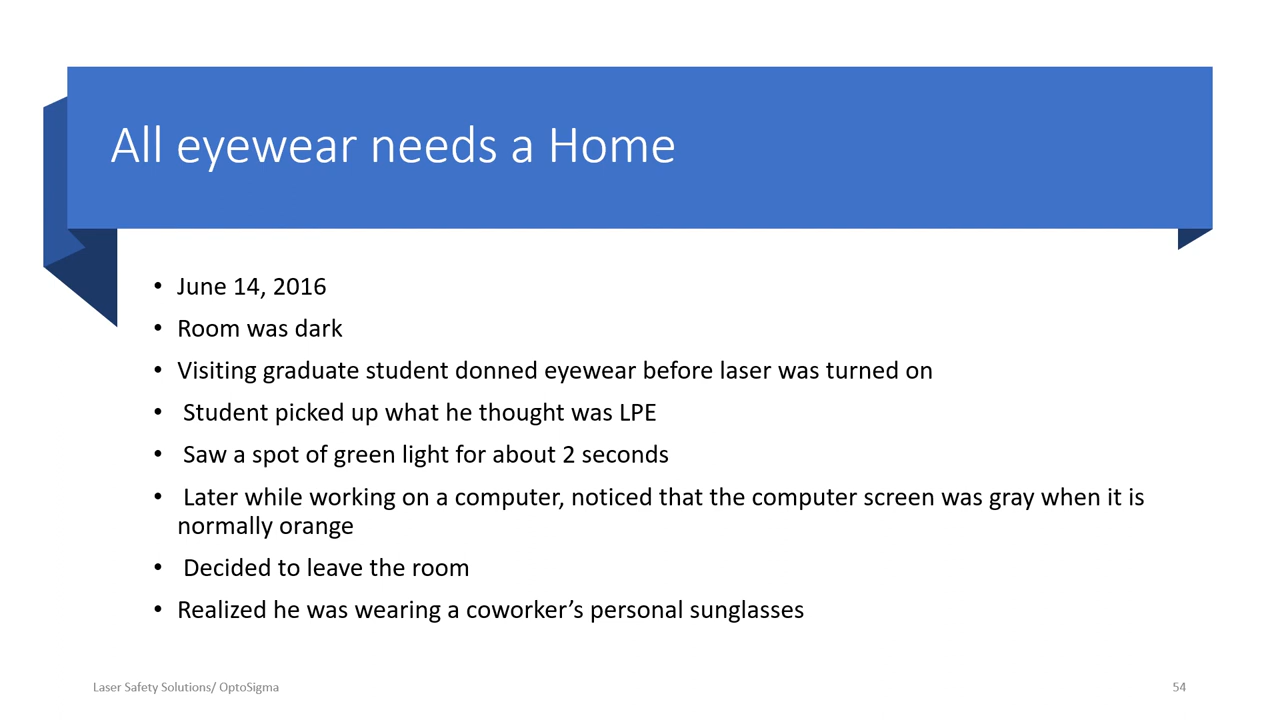 All eyewear needs a Home
• June 14, 2016
• Room was dark
• Visiting graduate student donned eyewear before laser was turned on
• Student picked up what he thought was LPE
• Saw a spot of green light for about 2 seconds
• Later while working on a computer, noticed that the computer screen was gray when it is
normally orange
• Decided to leave the room
• Realized he was wearing a coworker’s personal sunglasses
Laser Safety Solutions/ OptoSigma
54